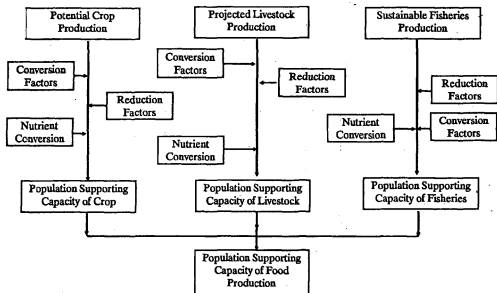 Potential Crop
Production
Projected Livestock
Production
Sustainable Fisheries
Production
Conversion
Factors
Reduction
Factors
Nutrient
Conversion
Conversion
Factors
Reduction
Factors
Nutrient
Conversion
Reduction
Factors
Nutrient
Conversion
Conversion
Factors
Population Supporting
Capacity of Crop
Population Supporting
Capacity of Livestock
Population Supporting
Capacity of Fisheries
Population Supporting
Capacity of Food
Production